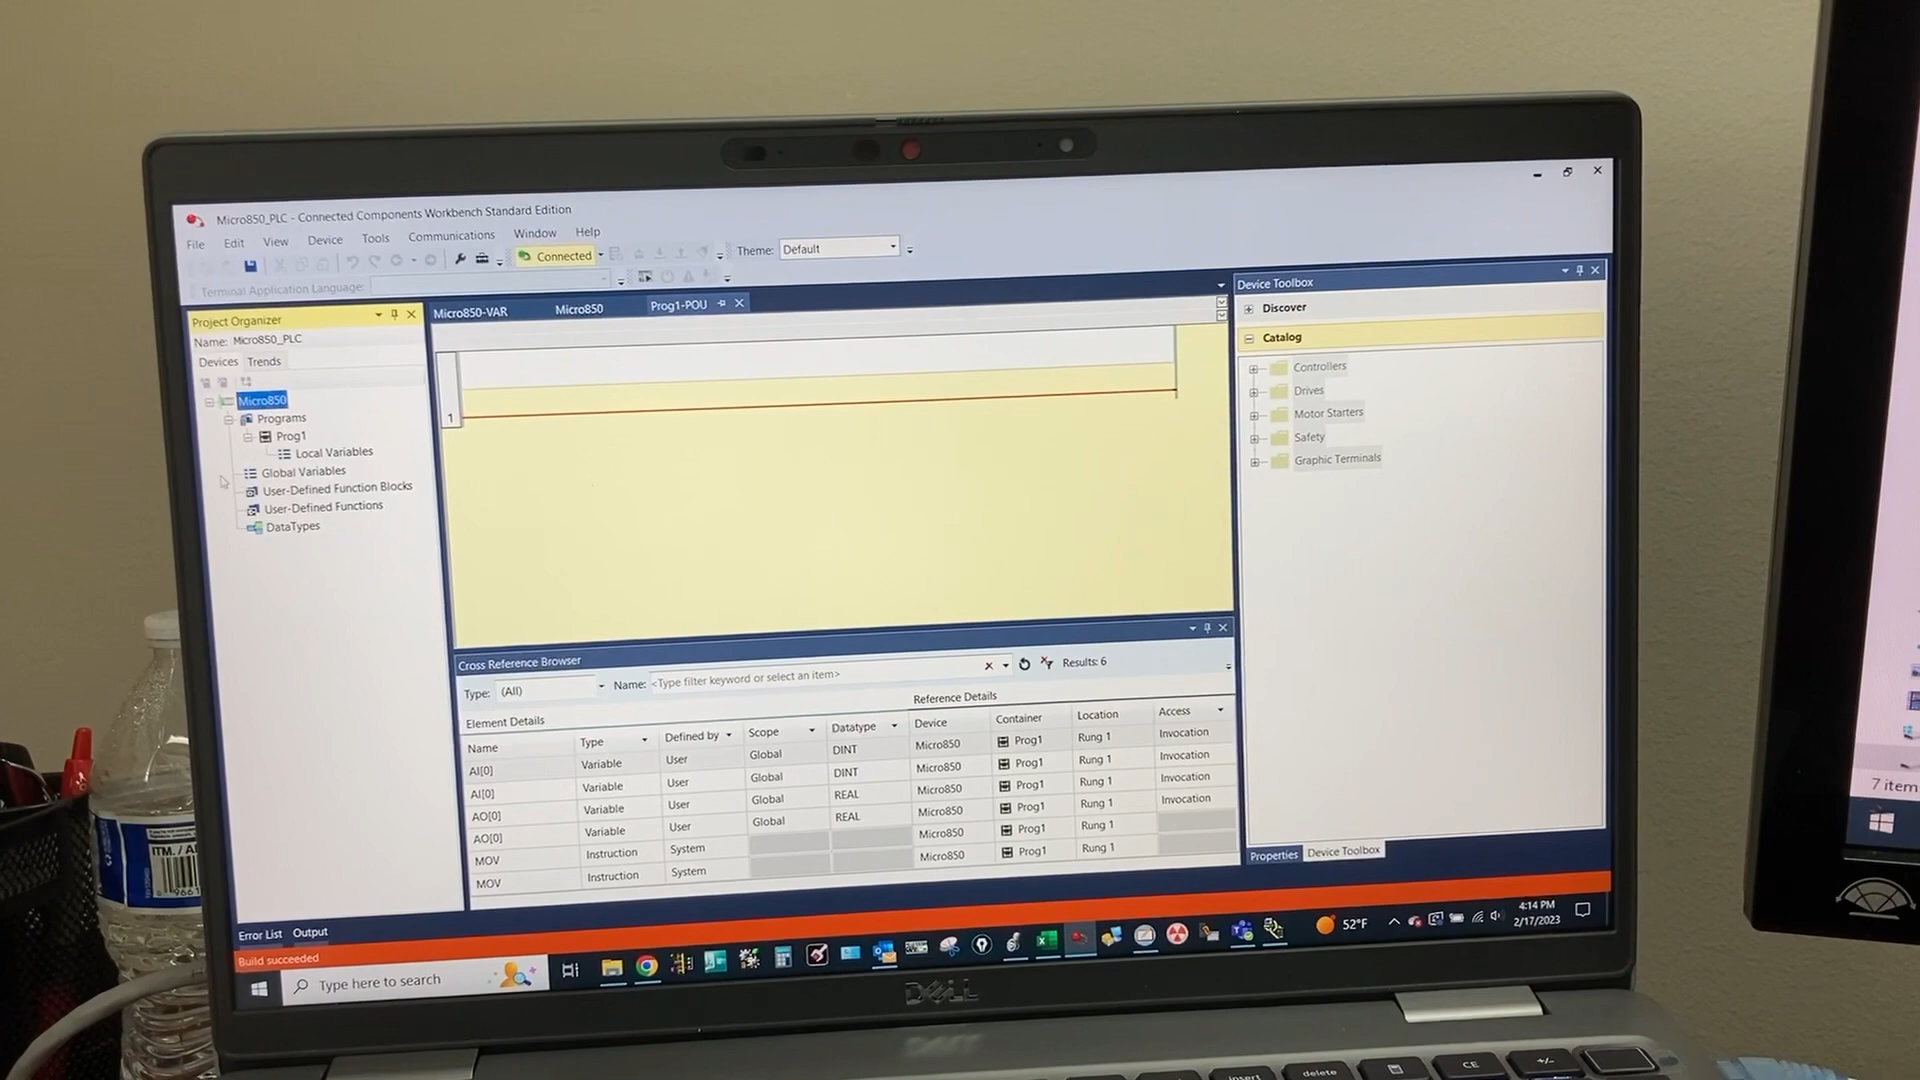 Micro850_PLC - Connected Components Workbench Standard Edition
File Edit View Device Tools Communications Window Help
Connected
Theme: Default
Terminal Application Language:
Project Organizer
Name: Micro850_PLC
Devices Trends
Micro850
Programs
Prog1
Local Variables
Global Variables
User-Defined Function Blocks
User-Defined Functions
DataTypes
Micro850-VAR Micro850 Prog1-POU
1
Device Toolbox
Discover
Catalog
Controllers
Drives
Motor Starters
Safety
Graphic Terminals
Properties Device Toolbox
Cross Reference Browser
Type: (All) Name: <Type filter keyword or select an item> Results: 6
Element Details Reference Details
Name Type Defined by Scope Datatype Device Container Location Access
AI[0] Variable User Global DINT Micro850 Prog1 Rung 1 Invocation
AI[0] Variable User Global DINT Micro850 Prog1 Rung 1 Invocation
AO[0] Variable User Global REAL Micro850 Prog1 Rung 1 Invocation
AO[0] Variable User Global REAL Micro850 Prog1 Rung 1 Invocation
MOV Instruction System Micro850 Prog1 Rung 1
MOV Instruction System Micro850 Prog1 Rung 1
Error List Output
Build succeeded
Type here to search
52°F
4:14 PM
2/17/2023
DELL
insert delete CE +/-
ITM./A
7 item